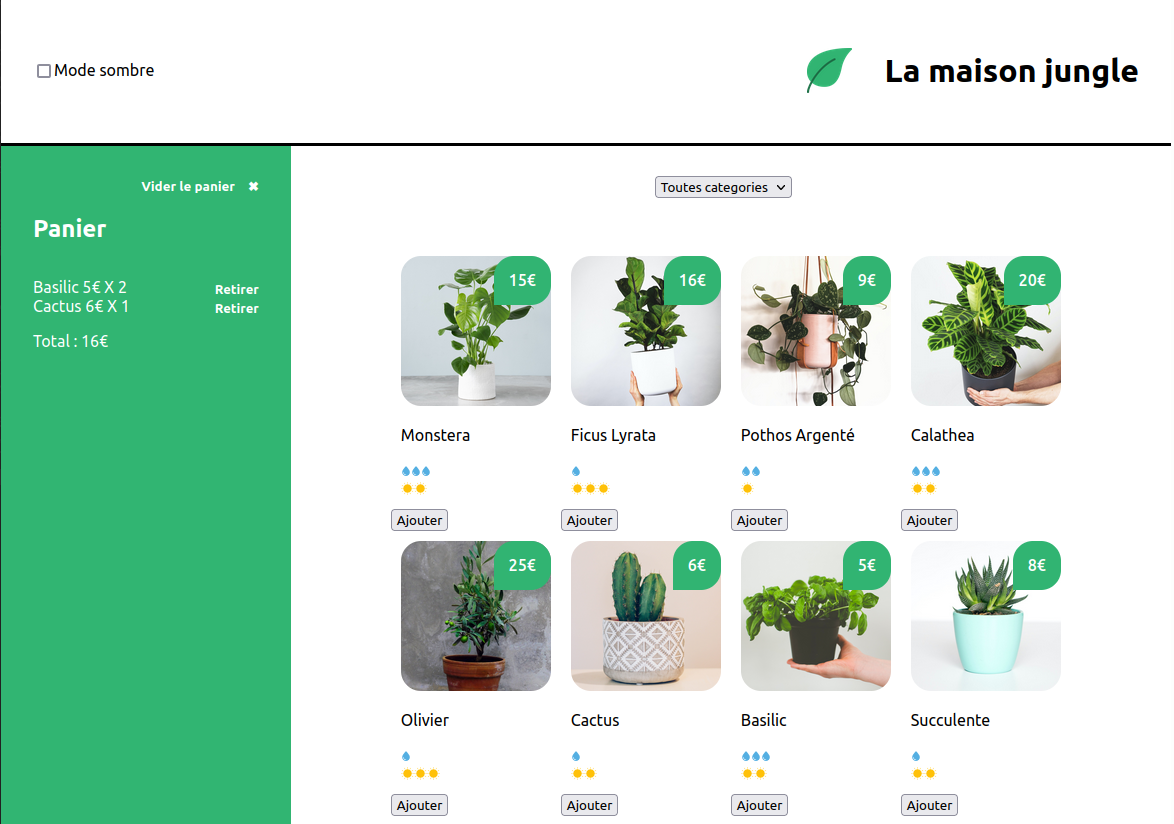 Mode sombre
La maison jungle
Vider le panier ✖
Panier
Basilic 5€ X 2 Retirer
Cactus 6€ X 1 Retirer
Total : 16€
Toutes categories
15€ 16€ 9€ 20€
Monstera Ficus Lyrata Pothos Argenté Calathea
Ajouter Ajouter Ajouter Ajouter
25€ 6€ 5€ 8€
Olivier Cactus Basilic Succulente
Ajouter Ajouter Ajouter Ajouter